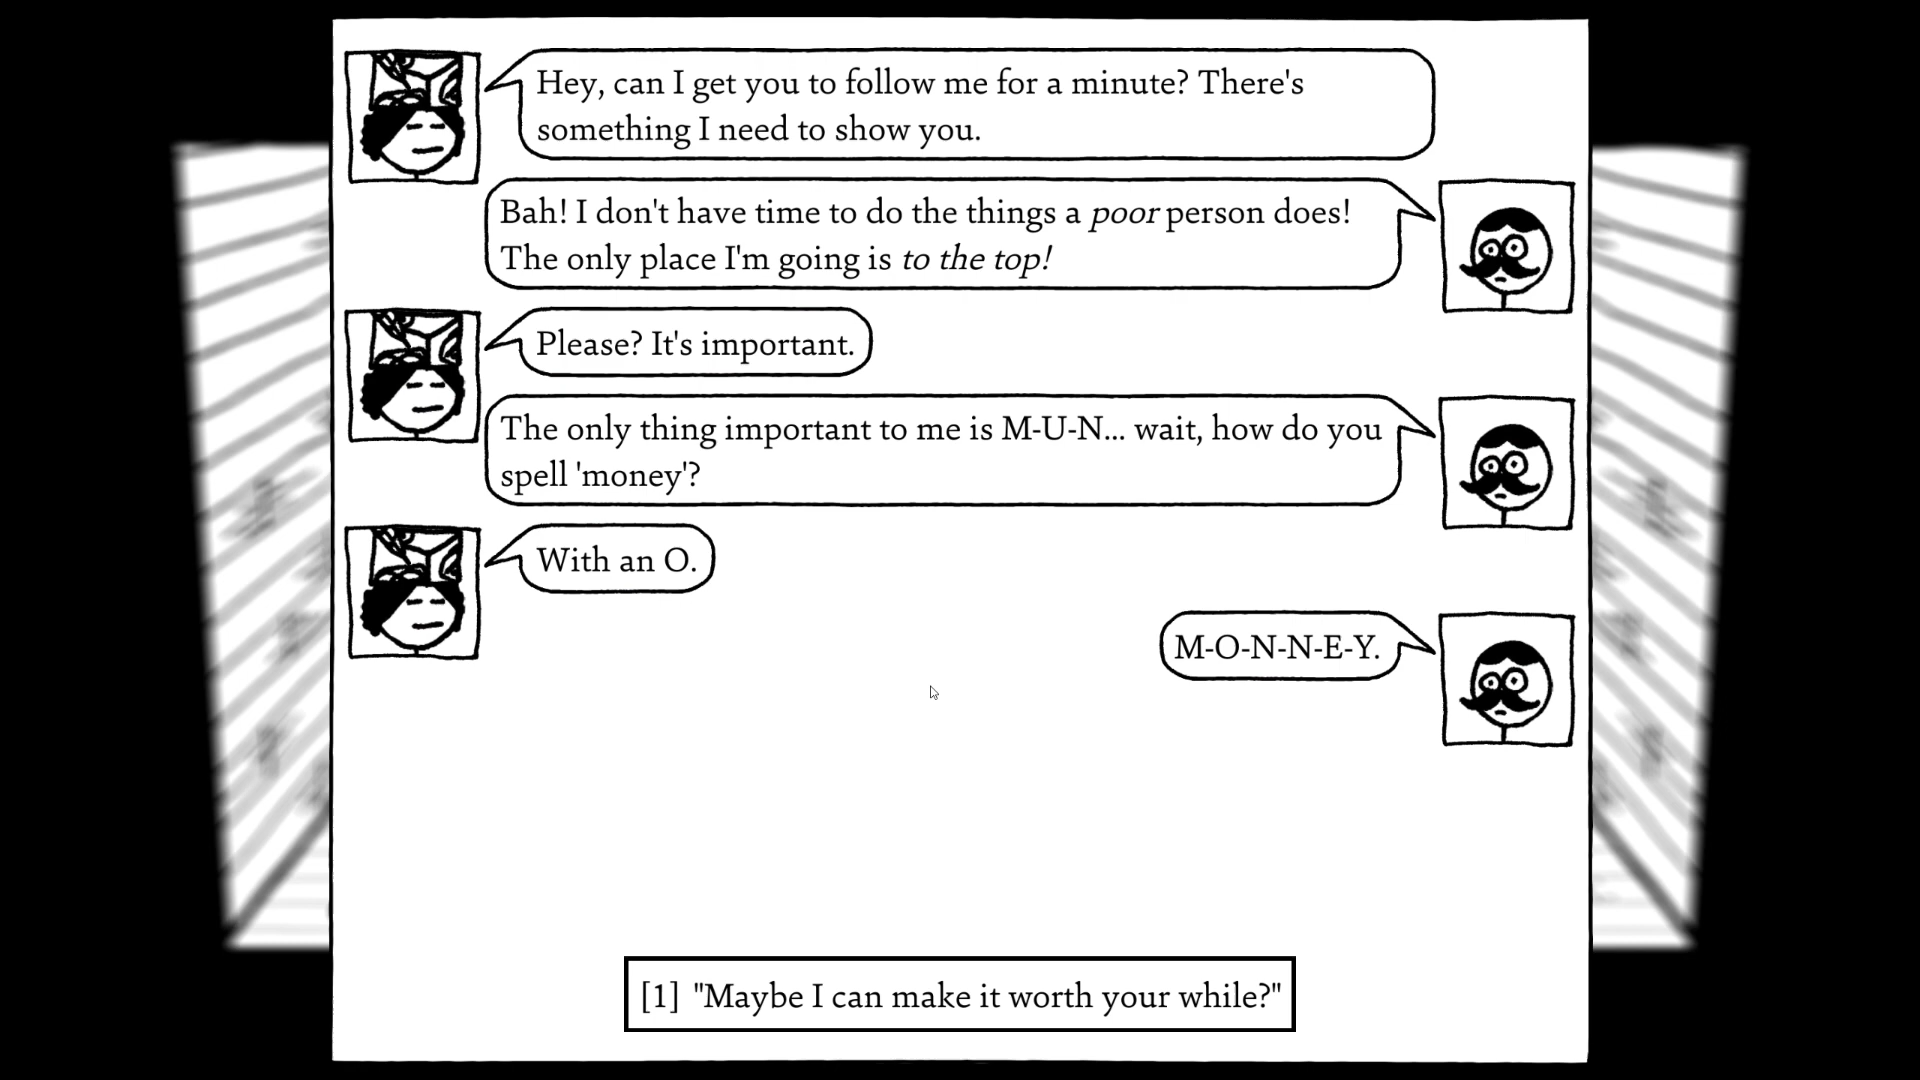 Hey, can I get you to follow me for a minute? There's
something I need to show you.
Bah! I don't have time to do the things a poor person does!
The only place I'm going is to the top!
Please? It's important.
The only thing important to me is M-U-N... wait, how do you
spell 'money'?
With an O.
M-O-N-N-E-Y.
[1] "Maybe I can make it worth your while?"